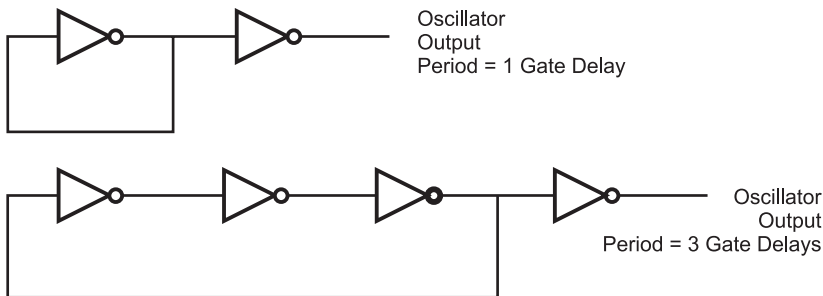 Oscillator
Output
Period = 1 Gate Delay
Oscillator
Output
Period = 3 Gate Delays